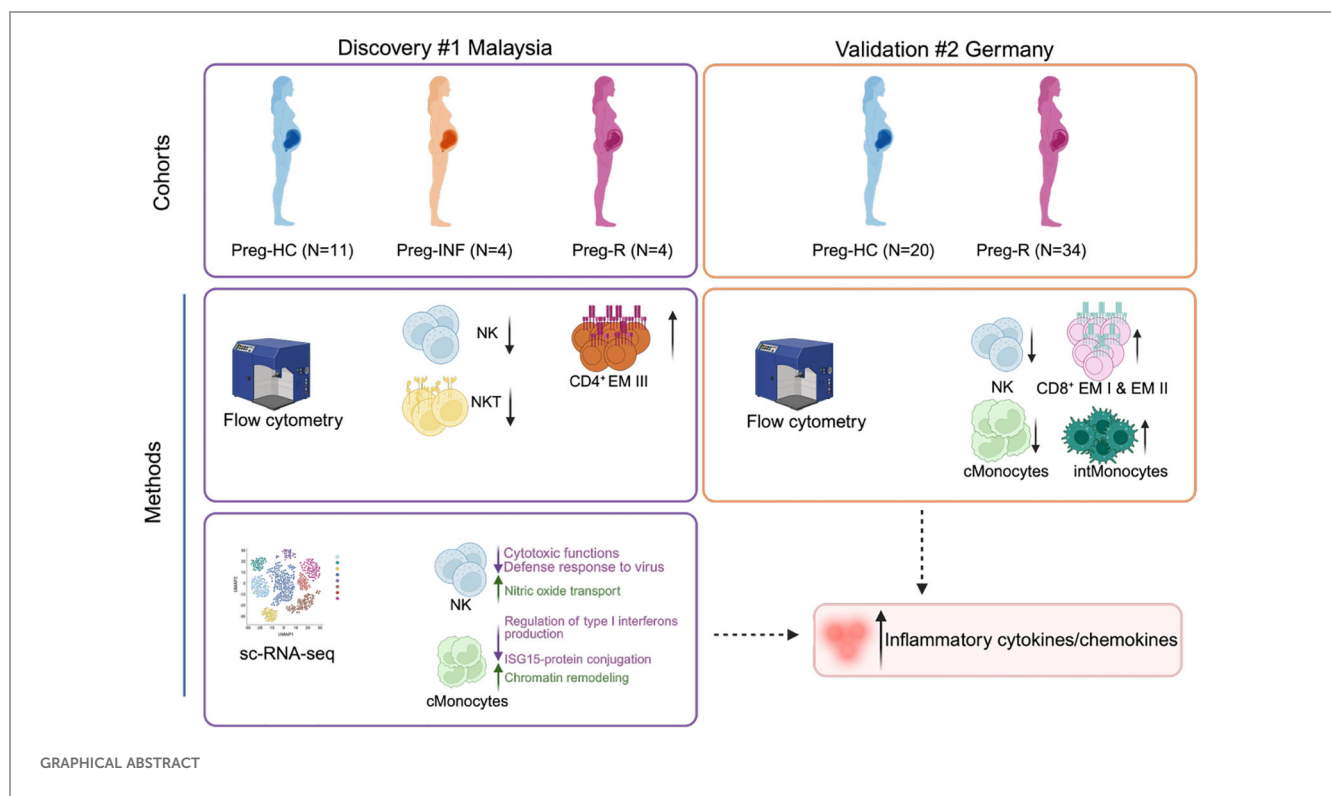 Discovery #1 Malaysia
Validation #2 Germany
Cohorts
Preg-HC (N=11)
Preg-INF (N=4)
Preg-R (N=4)
Preg-HC (N=20)
Preg-R (N=34)
Methods
Flow cytometry
NK
NKT
CD4⁺ EM III
Flow cytometry
NK
CD8⁺ EM I & EM II
cMonocytes
intMonocytes
sc-RNA-seq
NK
Cytotoxic functions
Defense response to virus
Nitric oxide transport
cMonocytes
Regulation of type I interferons
production
ISG15-protein conjugation
Chromatin remodeling
Inflammatory cytokines/chemokines
GRAPHICAL ABSTRACT